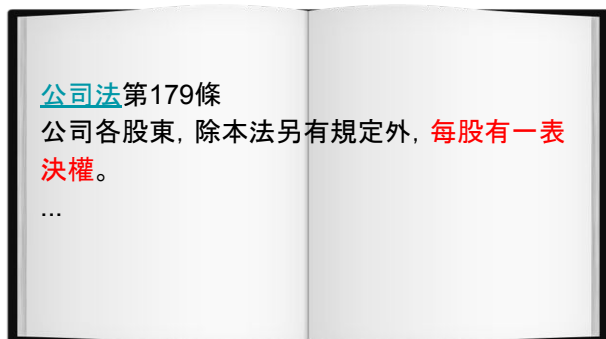 公司法第179條
公司各股東, 除本法另有規定外, 每股有一表
決權。
...